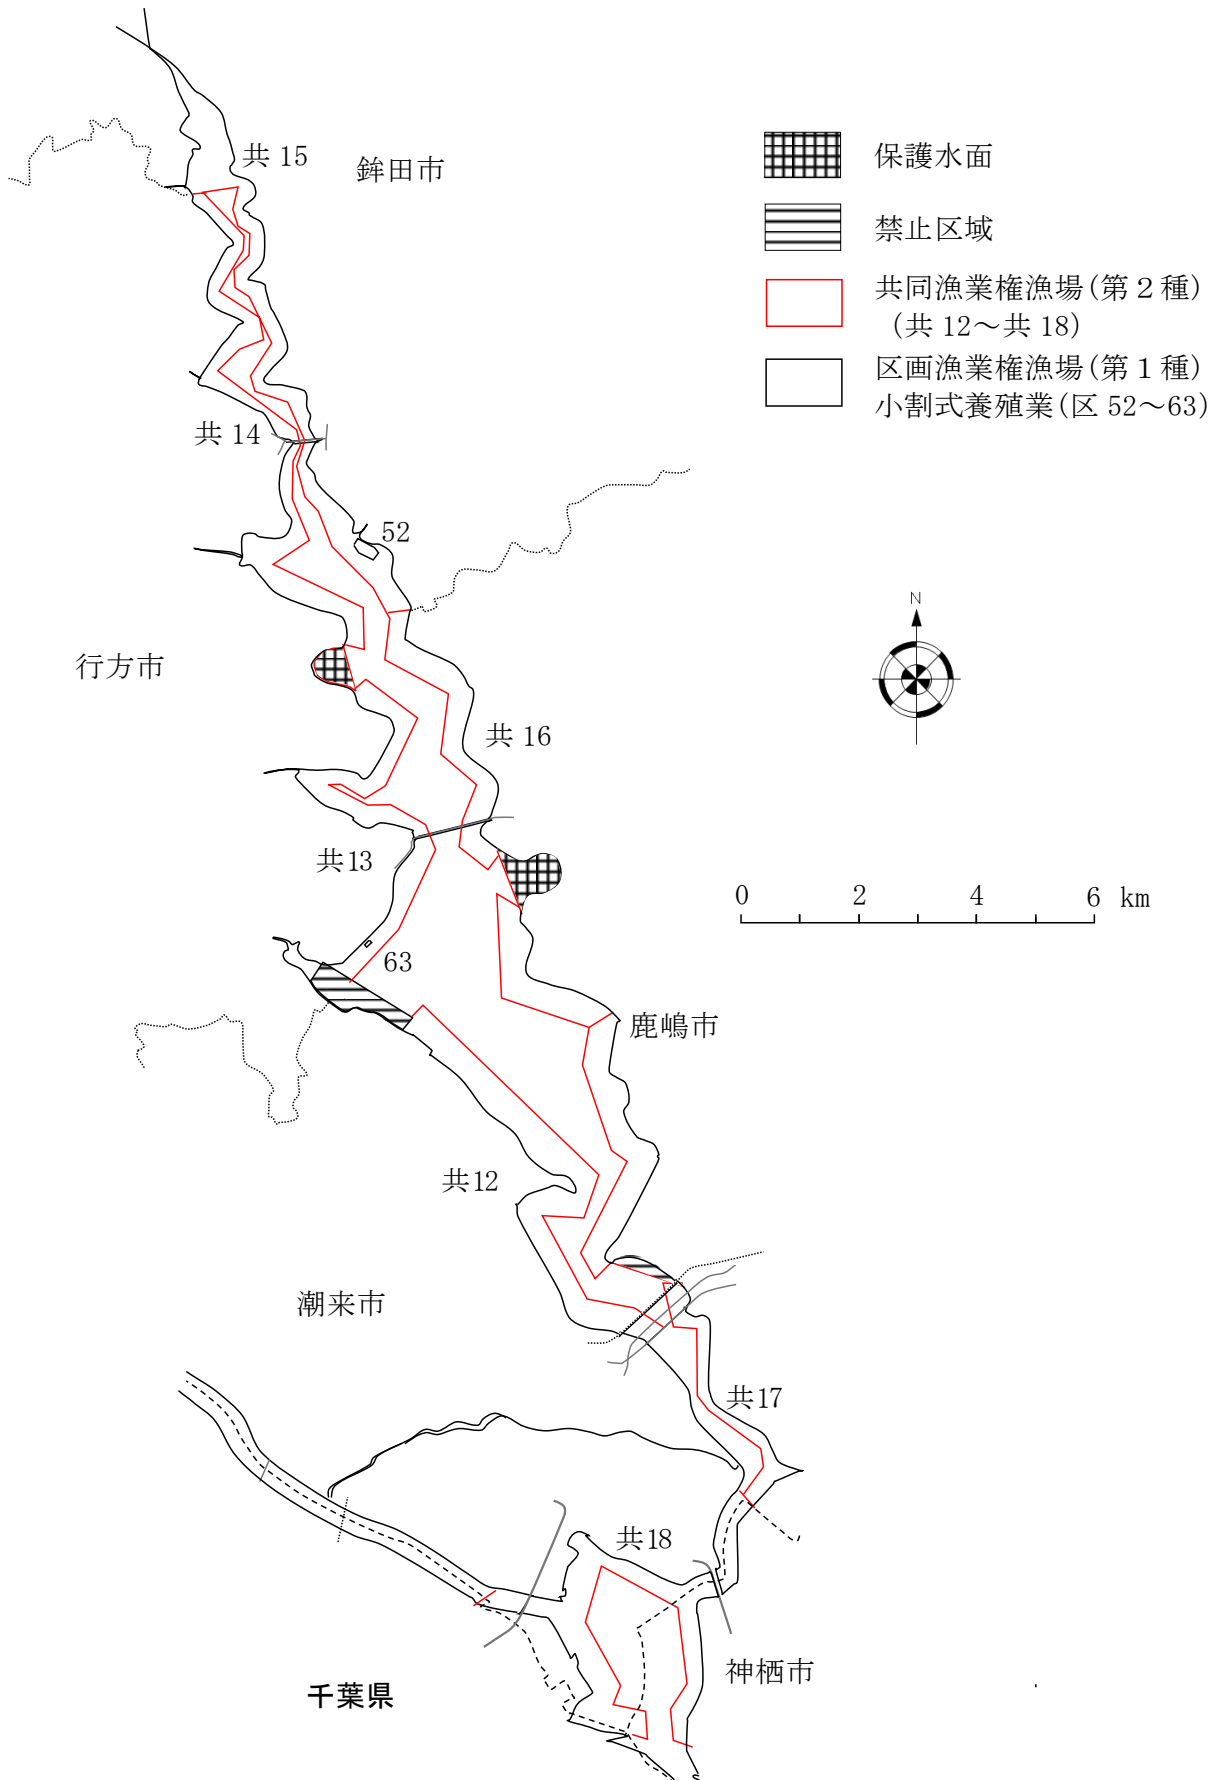 共 15
鉾田市
保護水面
禁止区域
共同漁業権漁場(第２種)
(共 12～共 18)
区画漁業権漁場(第１種)
小割式養殖業(区 52～63)
共 14
52
N
行方市
共 16
共13
0 2 4 6 km
63
鹿嶋市
共12
潮来市
共17
共18
神栖市
千葉県